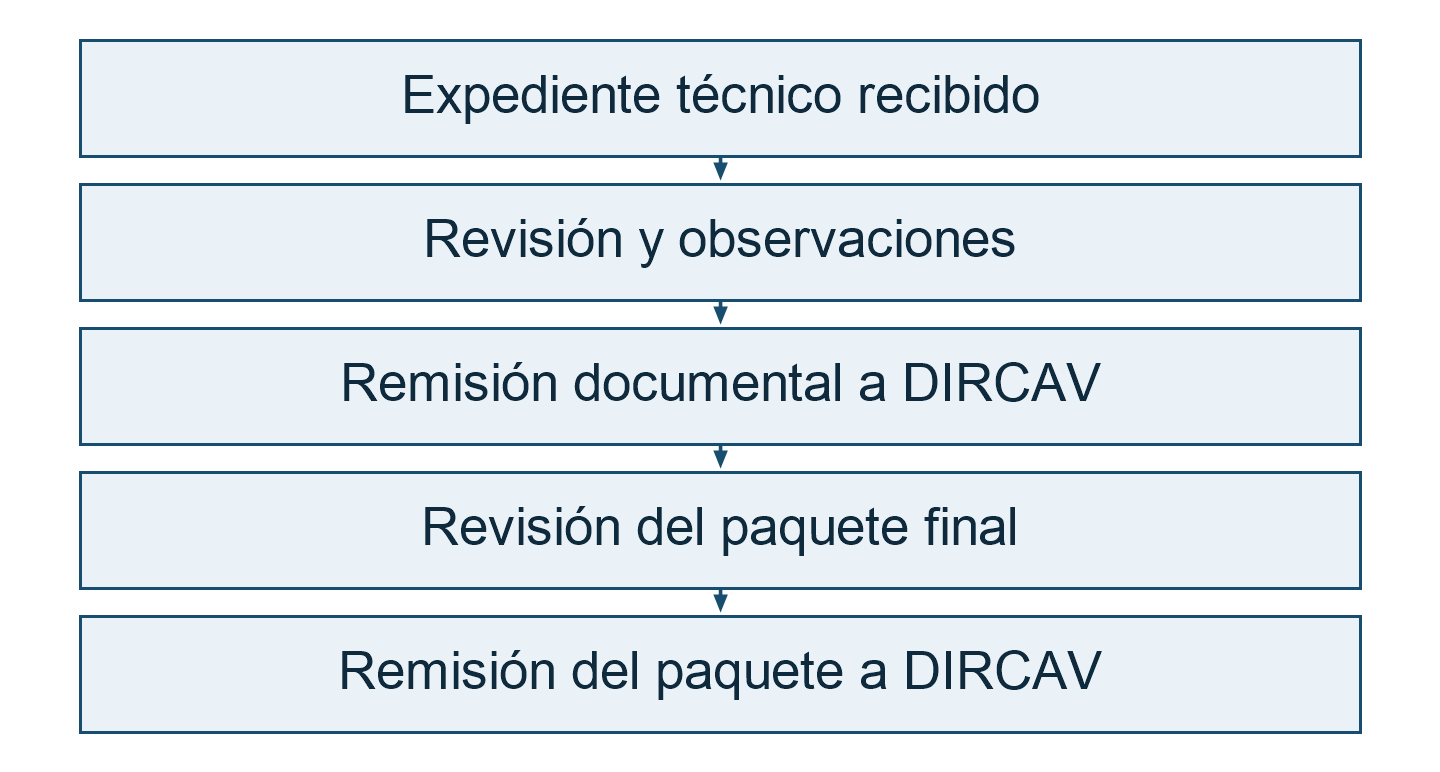 Expediente técnico recibido
Revisión y observaciones
Remisión documental a DIRCAV
Revisión del paquete final
Remisión del paquete a DIRCAV